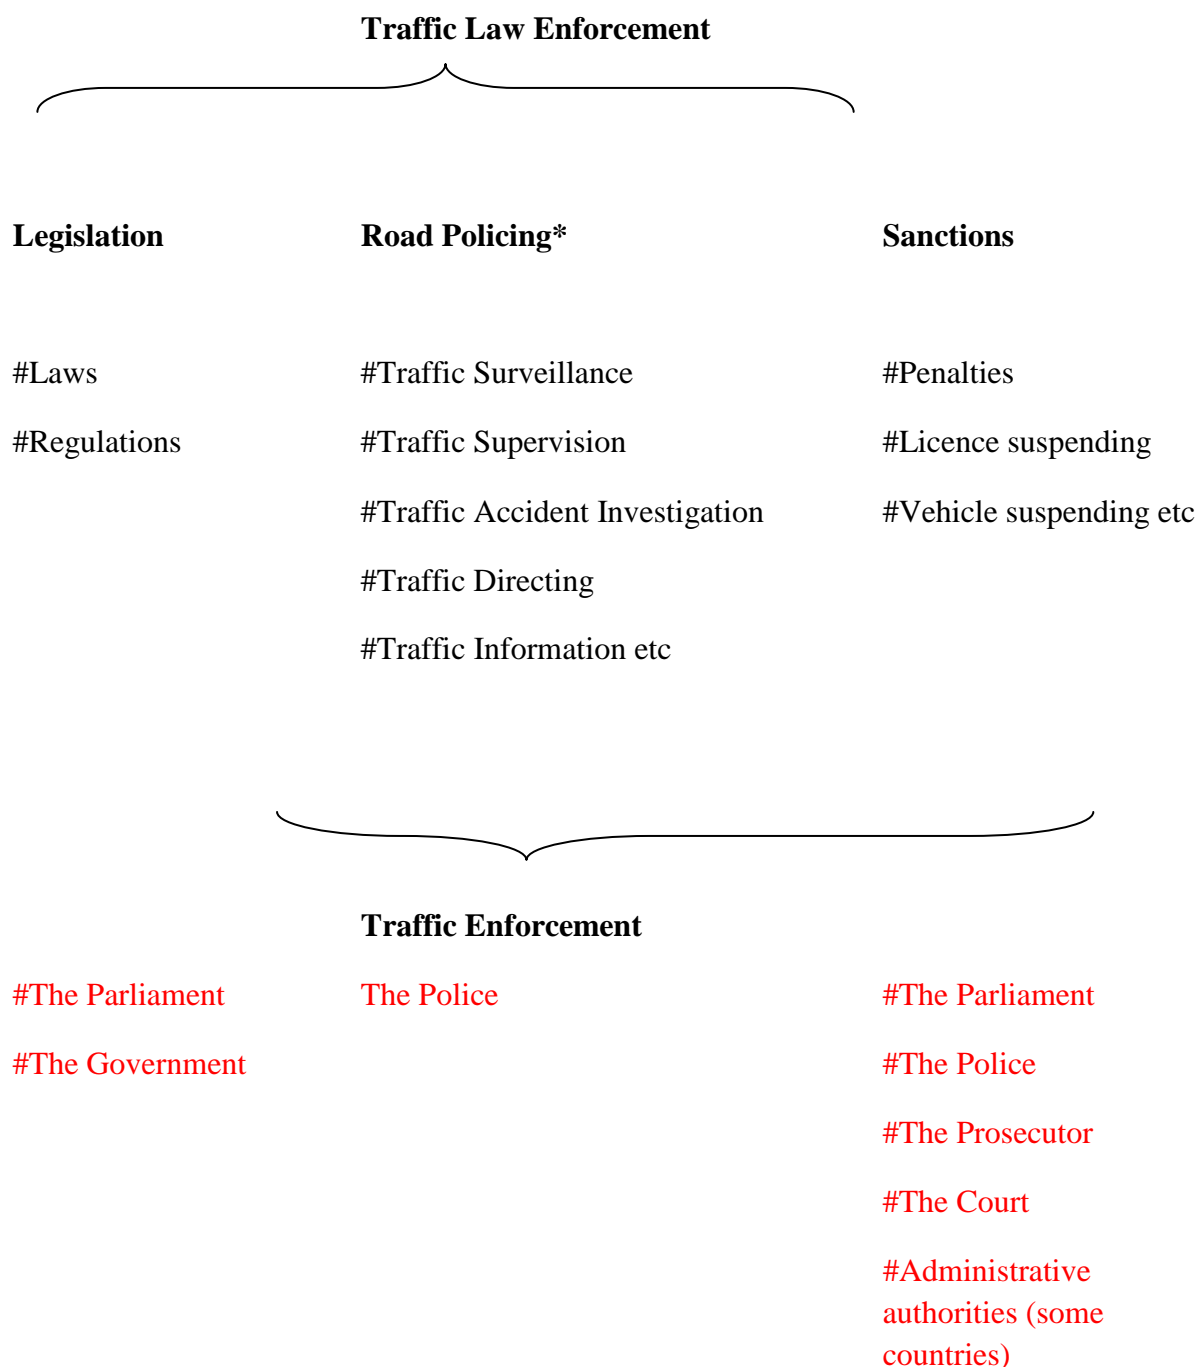 Traffic Law Enforcement
Legislation Road Policing* Sanctions
#Laws #Traffic Surveillance #Penalties
#Regulations #Traffic Supervision #Licence suspending
#Traffic Accident Investigation #Vehicle suspending etc
#Traffic Directing
#Traffic Information etc
Traffic Enforcement
#The Parliament The Police #The Parliament
#The Government #The Police
#The Prosecutor
#The Court
#Administrative
authorities (some
countries)